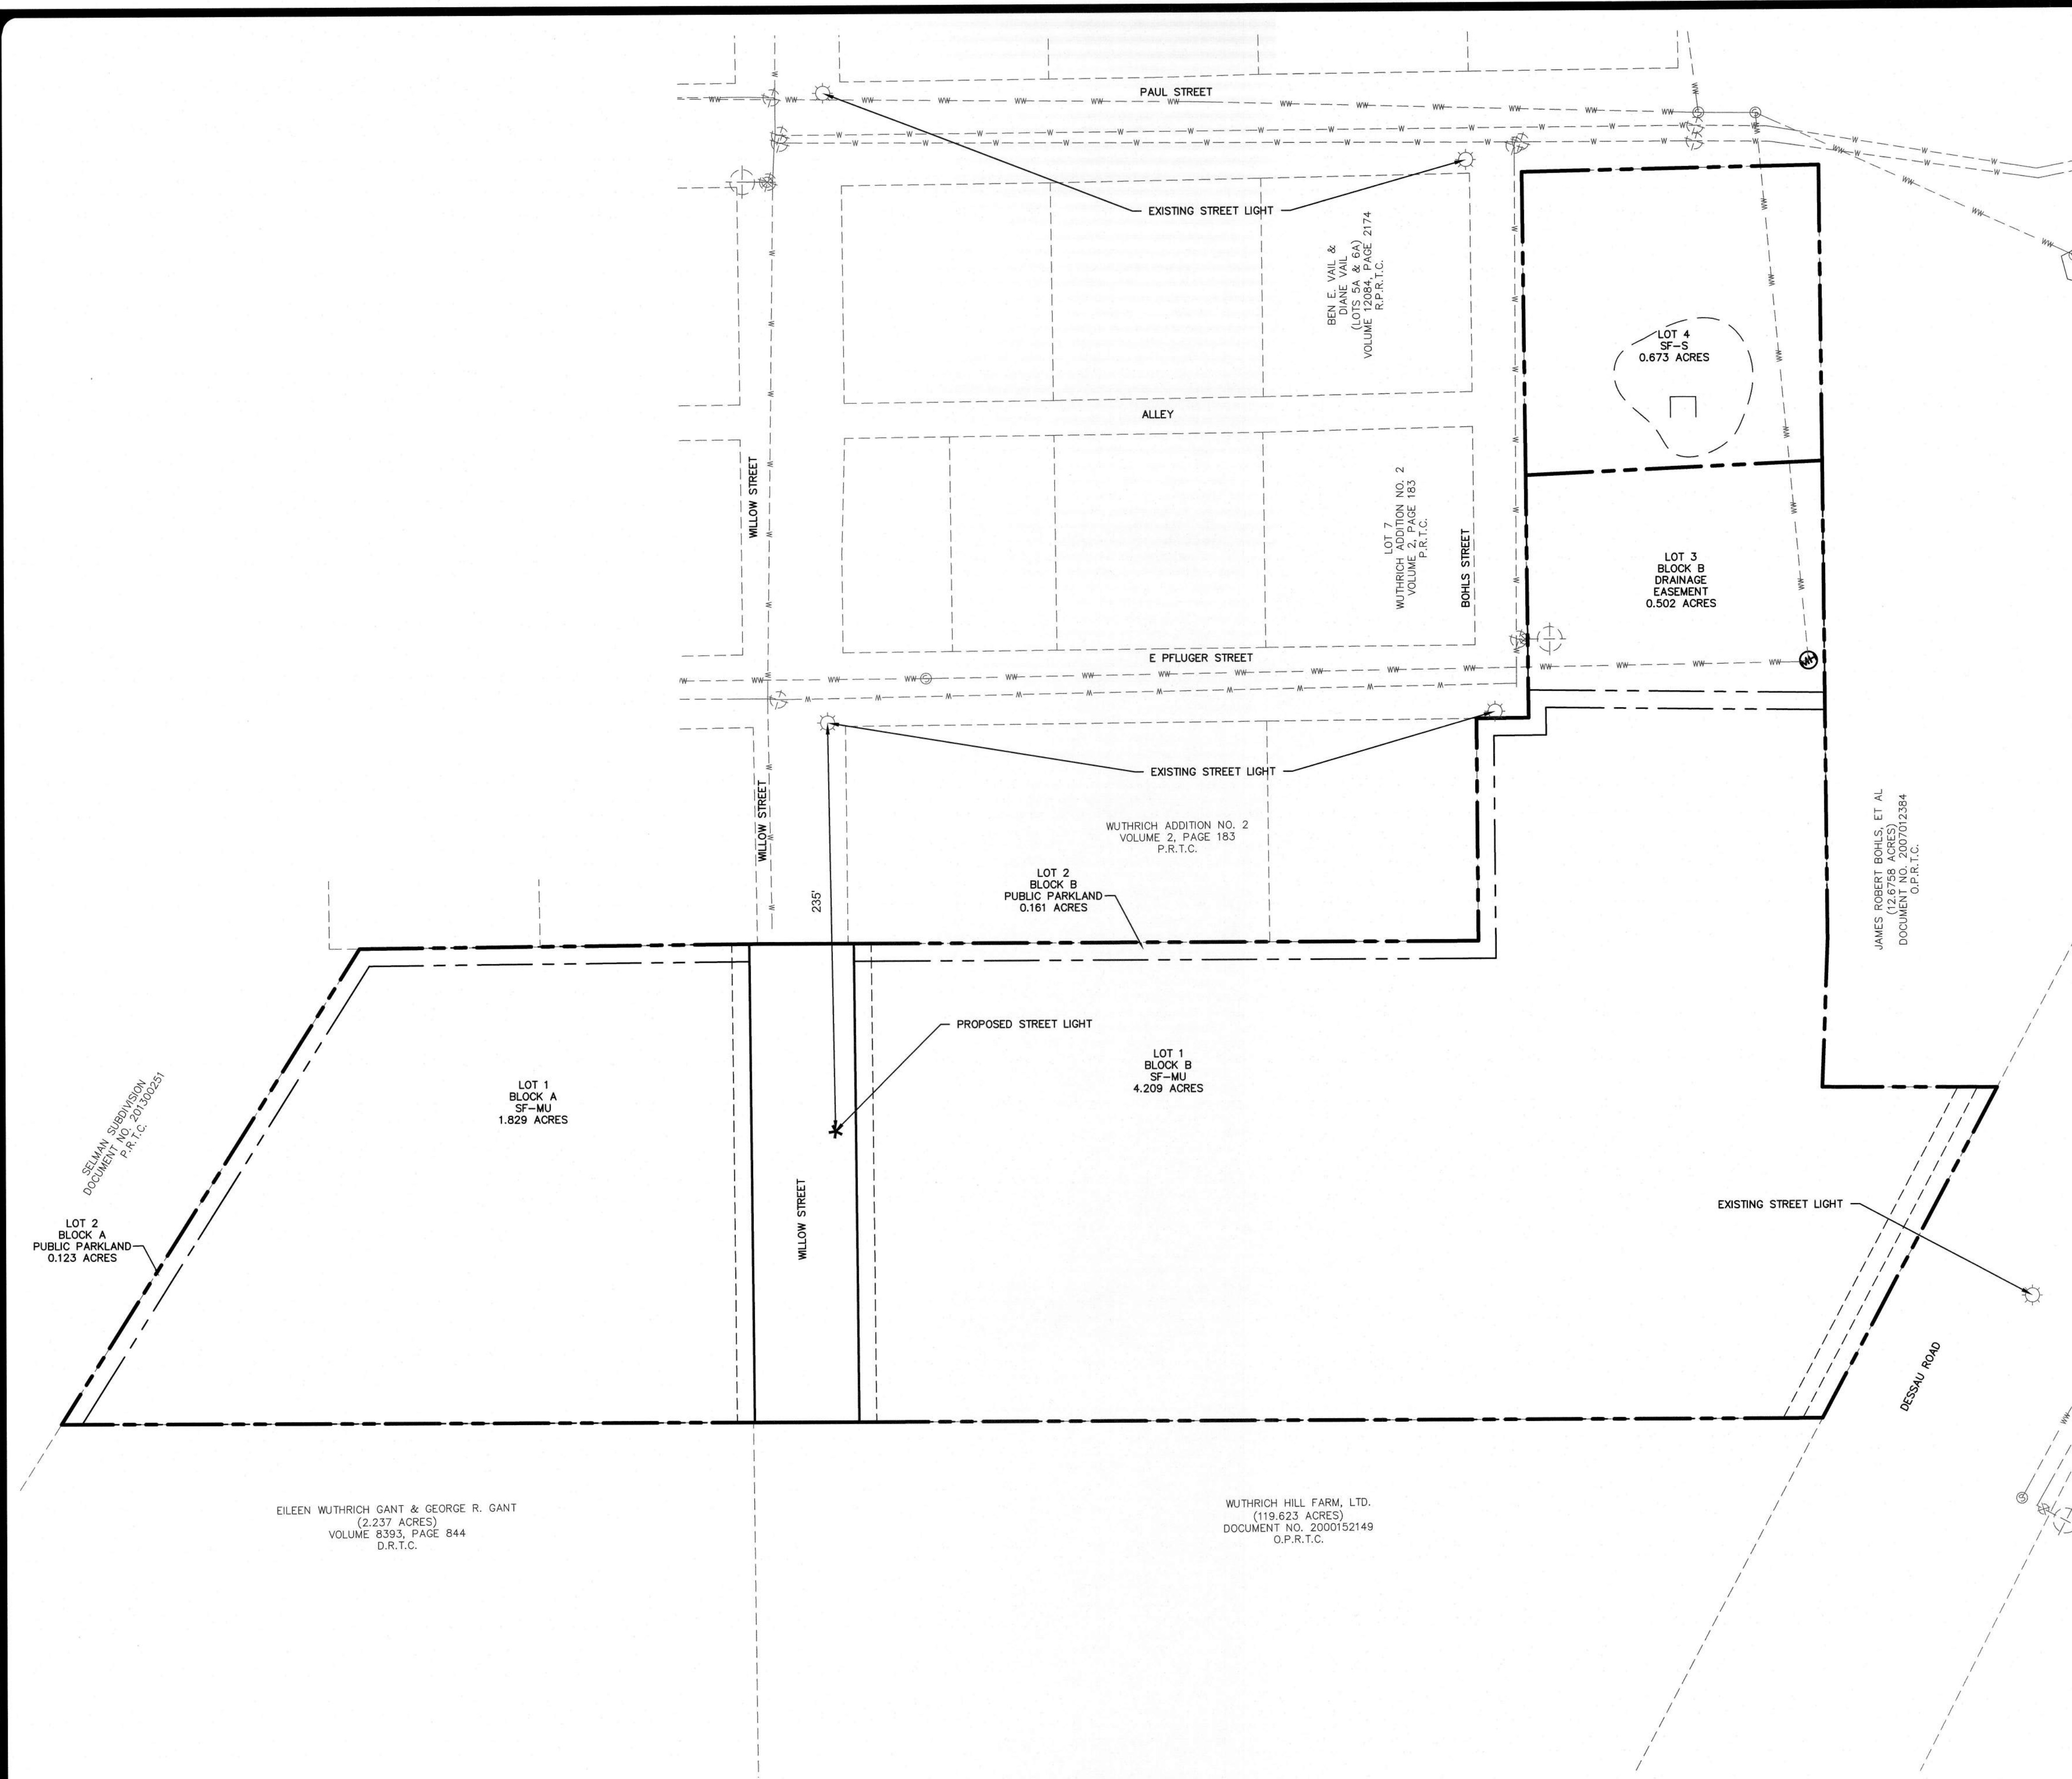 PAUL STREET
EXISTING STREET LIGHT
BEN E. VAIL &
DIANE VAIL
(LOTS 5A & 6A)
VOLUME 12084, PAGE 2174
R.P.R.T.C.
LOT 4
SF-S
0.673 ACRES
ALLEY
WILLOW STREET
LOT 7
WUTHRICH ADDITION NO. 2
VOLUME 2, PAGE 183
P.R.T.C.
BOHLS STREET
LOT 3
BLOCK B
DRAINAGE
EASEMENT
0.502 ACRES
MH
E PFLUGER STREET
EXISTING STREET LIGHT
WILLOW STREET
WUTHRICH ADDITION NO. 2
VOLUME 2, PAGE 183
P.R.T.C.
235'
LOT 2
BLOCK B
PUBLIC PARKLAND
0.161 ACRES
JAMES ROBERT BOHLS, ET AL
(12.6758 ACRES)
DOCUMENT NO. 2007012384
O.P.R.T.C.
PROPOSED STREET LIGHT
LOT 1
BLOCK A
SF-MU
1.829 ACRES
LOT 1
BLOCK B
SF-MU
4.209 ACRES
SELMAN SUBDIVISION
DOCUMENT NO. 201300251
P.R.T.C.
LOT 2
BLOCK A
PUBLIC PARKLAND
0.123 ACRES
WILLOW STREET
EXISTING STREET LIGHT
DESSAU ROAD
EILEEN WUTHRICH GANT & GEORGE R. GANT
(2.237 ACRES)
VOLUME 8393, PAGE 844
D.R.T.C.
WUTHRICH HILL FARM, LTD.
(119.623 ACRES)
DOCUMENT NO. 2000152149
O.P.R.T.C.